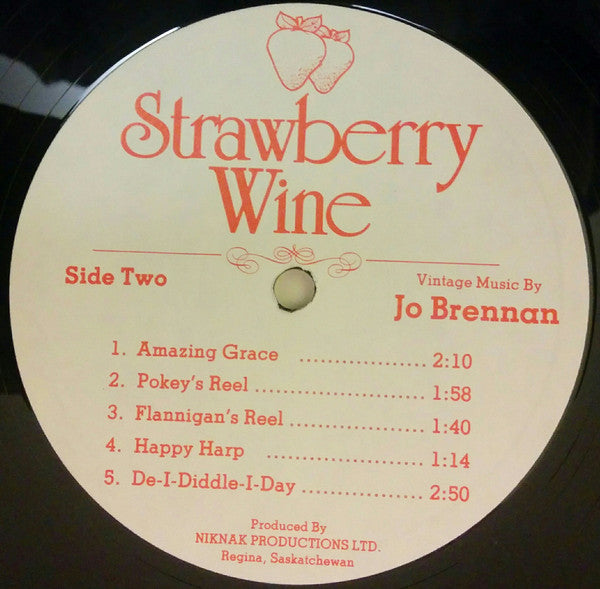 Strawberry
Wine
Side Two
Vintage Music By
Jo Brennan
1. Amazing Grace .................. 2:10
2. Pokey's Reel ........................ 1:58
3. Flannigan's Reel ................... 1:40
4. Happy Harp ...................... 1:14
5. De-I-Diddle-I-Day ................. 2:50
Produced By
NIKNAK PRODUCTIONS LTD.
Regina, Saskatchewan